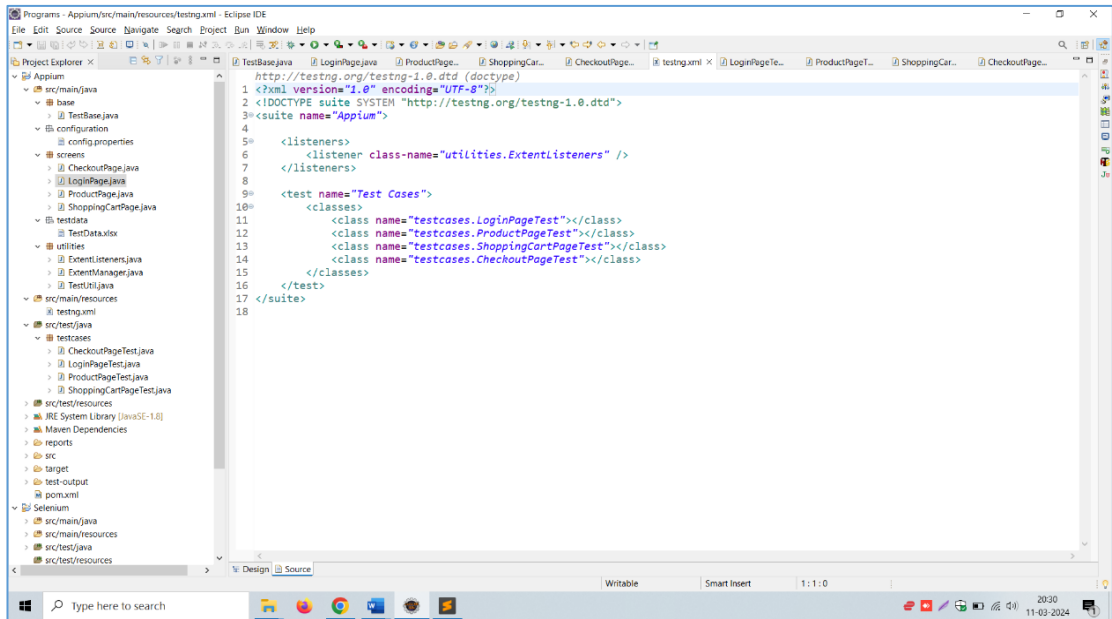 Programs - Appium/src/main/resources/testng.xml - Eclipse IDE
File Edit Source Source Navigate Search Project Run Window Help
Project Explorer
TestBase.java LoginPage.java ProductPage... ShoppingCar... CheckoutPage... testng.xml LoginPageTe... ProductPageT... ShoppingCar... CheckoutPage...
Appium
src/main/java
base
TestBase.java
configuration
config.properties
screens
CheckoutPage.java
LoginPage.java
ProductPage.java
ShoppingCartPage.java
testdata
TestData.xlsx
utilities
ExtentListeners.java
ExtentManager.java
TestUtil.java
src/main/resources
testng.xml
src/test/java
testcases
CheckoutPageTest.java
LoginPageTest.java
ProductPageTest.java
ShoppingCartPageTest.java
src/test/resources
JRE System Library [JavaSE-1.8]
Maven Dependencies
reports
src
target
test-output
pom.xml
Selenium
src/main/java
src/main/resources
src/test/java
src/test/resources
http://testng.org/testng-1.0.dtd (doctype)
1 <?xml version="1.0" encoding="UTF-8"?>
2 <!DOCTYPE suite SYSTEM "http://testng.org/testng-1.0.dtd">
3 <suite name="Appium">
4
5 <listeners>
6 <listener class-name="utilities.ExtentListeners" />
7 </listeners>
8
9 <test name="Test Cases">
10 <classes>
11 <class name="testcases.LoginPageTest"></class>
12 <class name="testcases.ProductPageTest"></class>
13 <class name="testcases.ShoppingCartPageTest"></class>
14 <class name="testcases.CheckoutPageTest"></class>
15 </classes>
16 </test>
17 </suite>
18
Design Source
Writable Smart Insert 1:1:0
Type here to search
20:30
11-03-2024